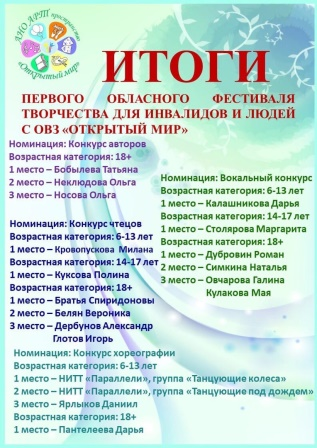 АНО АРТ пространство
«Открытый мир»
ИТОГИ
ПЕРВОГО ОБЛАСНОГО ФЕСТИВАЛЯ
ТВОРЧЕСТВА ДЛЯ ИНВАЛИДОВ И ЛЮДЕЙ
С ОВЗ «ОТКРЫТЫЙ МИР»
Номинация: Конкурс авторов
Возрастная категория: 18+
1 место – Бобылева Татьяна
2 место – Неклюдова Ольга
3 место – Носова Ольга
Номинация: Конкурс чтецов
Возрастная категория: 6-13 лет
1 место – Кровопускова Милана
Возрастная категория: 14-17 лет
1 место – Куксова Полина
Возрастная категория: 18+
1 место – Братья Спиридоновы
2 место – Белян Вероника
3 место – Дербунов Александр
Глотов Игорь
Номинация: Вокальный конкурс
Возрастная категория: 6-13 лет
1 место – Калашникова Дарья
Возрастная категория: 14-17 лет
1 место – Столярова Маргарита
Возрастная категория: 18+
1 место – Дубровин Роман
2 место – Симкина Наталья
3 место – Овчарова Галина
Кулакова Мая
Номинация: Конкурс хореографии
Возрастная категория: 6-13 лет
1 место – НИТТ «Параллели», группа «Танцующие колеса»
2 место – НИТТ «Параллели», группа «Танцующие под дождем»
3 место – Ярлыков Даниил
Возрастная категория: 18+
1 место – Пантелеева Дарья